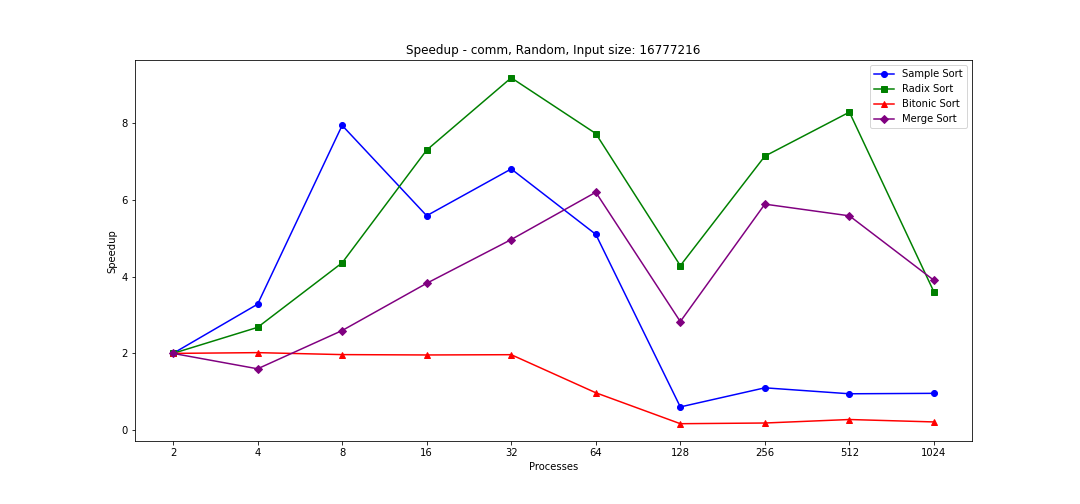 Speedup - comm, Random, Input size: 16777216
Sample Sort
Radix Sort
Bitonic Sort
Merge Sort
Speedup
8
6
4
2
0
2 4 8 16 32 64 128 256 512 1024
Processes